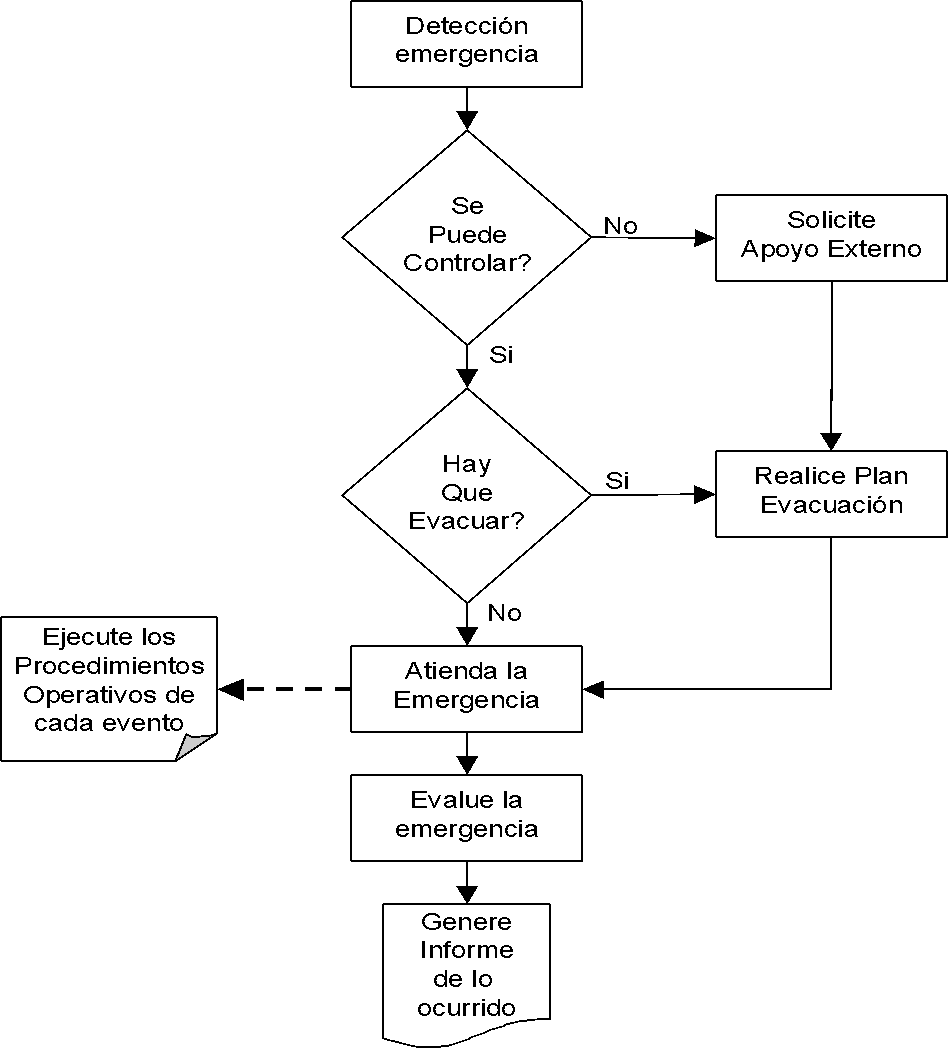 Detección
emergencia
Se
Puede
Controlar?
No
Solicite
Apoyo Externo
Si
Hay
Que
Evacuar?
Si
Realice Plan
Evacuación
No
Ejecute los
Procedimientos
Operativos de
cada evento
Atienda la
Emergencia
Evalue la
emergencia
Genere
Informe
de lo
ocurrido